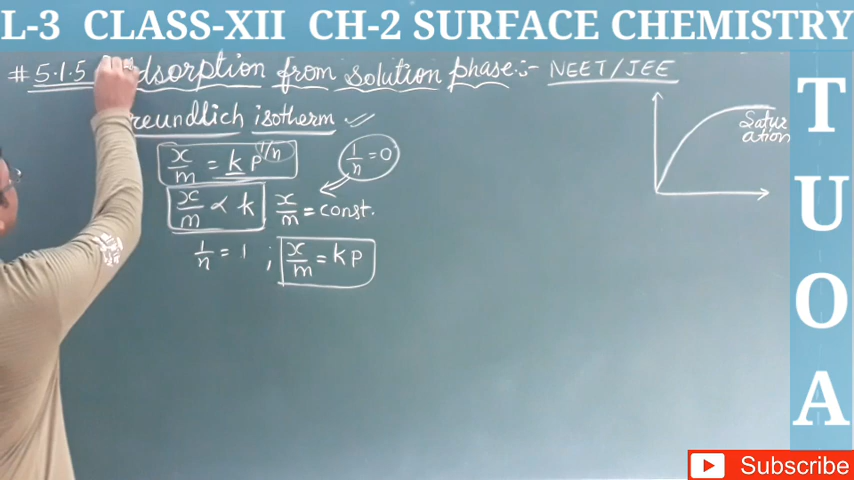 L-3 CLASS-XII CH-2 SURFACE CHEMISTRY
# 5.1.5 dsorption from solution phase:- NEET/JEE
reundlich isotherm ✓
x/m = k p^1/n
1/n = 0
x/m ∝ k
x/m = const.
1/n = 1 ; x/m = kp
Satur
ation
T
U
O
A
Subscribe